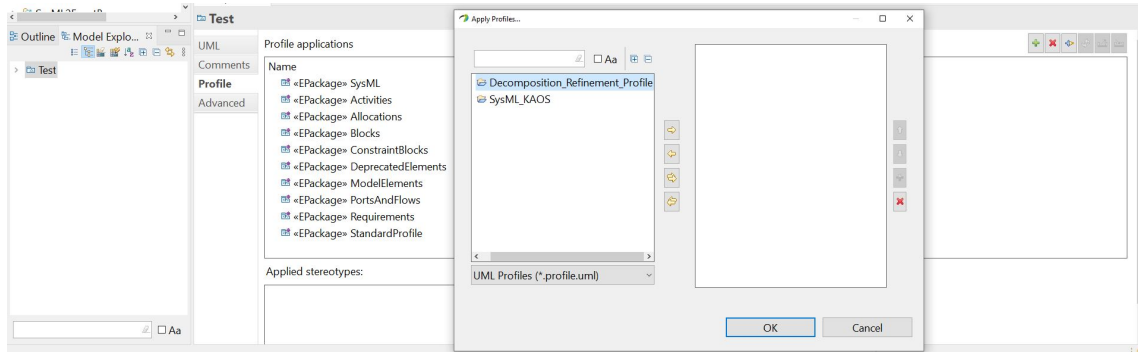 Test
Apply Profiles...
Outline
Model Explo...
Test
UML
Comments
Profile
Advanced
Profile applications
Name
«EPackage» SysML
«EPackage» Activities
«EPackage» Allocations
«EPackage» Blocks
«EPackage» ConstraintBlocks
«EPackage» DeprecatedElements
«EPackage» ModelElements
«EPackage» PortsAndFlows
«EPackage» Requirements
«EPackage» StandardProfile
Applied stereotypes:
Aa
Aa
Decomposition_Refinement_Profile
SysML_KAOS
UML Profiles (*.profile.uml)
OK
Cancel